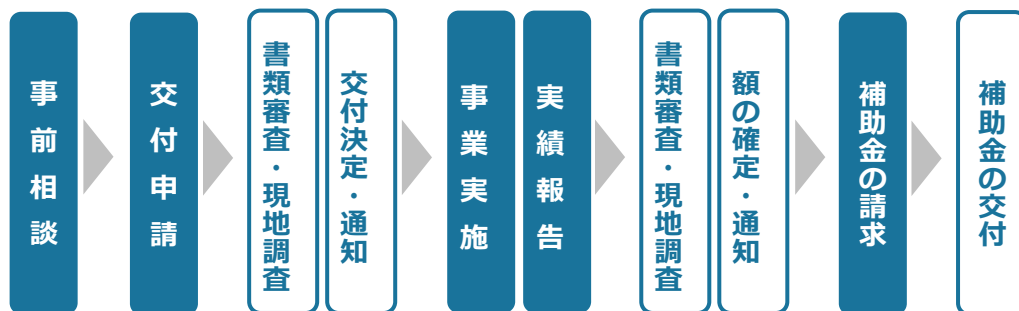 事前相談
交付申請
書類審査・現地調査
交付決定・通知
事業実施
実績報告
書類審査・現地調査
額の確定・通知
補助金の請求
補助金の交付